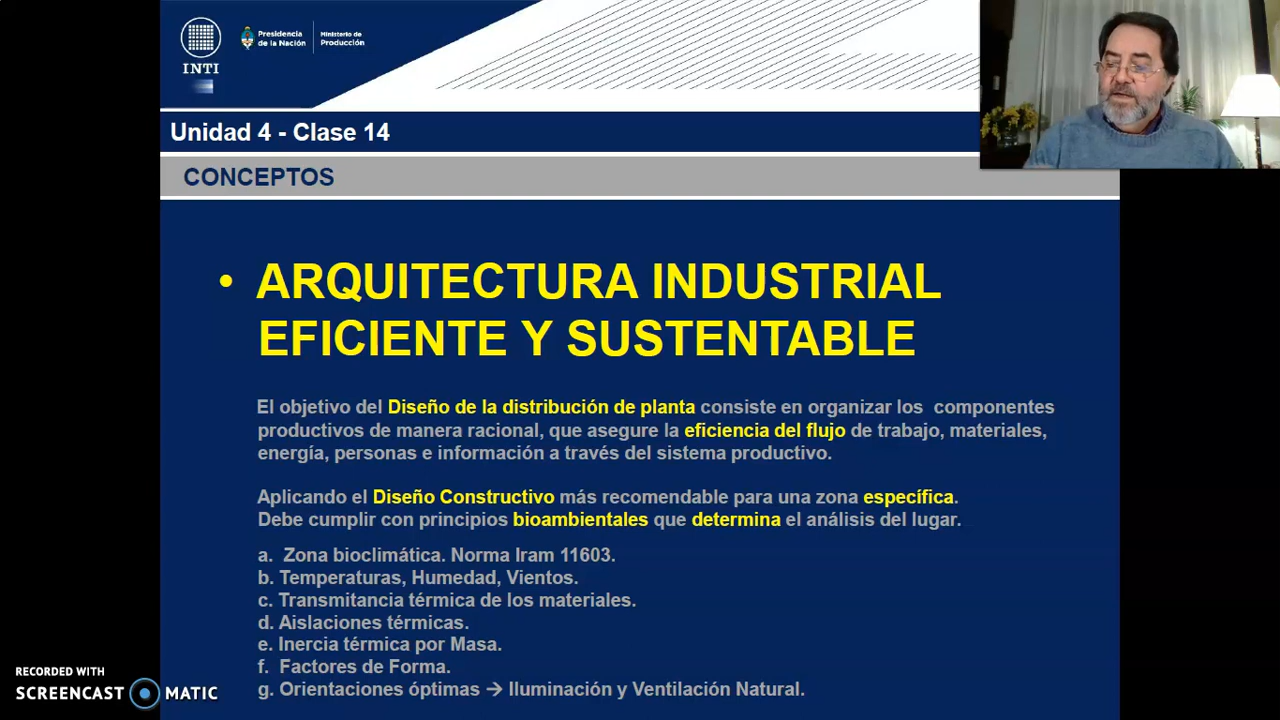 INTI
Presidencia
de la Nación
Ministerio de
Producción
Unidad 4 - Clase 14
CONCEPTOS
• ARQUITECTURA INDUSTRIAL
EFICIENTE Y SUSTENTABLE
El objetivo del Diseño de la distribución de planta consiste en organizar los componentes
productivos de manera racional, que asegure la eficiencia del flujo de trabajo, materiales,
energía, personas e información a través del sistema productivo.
Aplicando el Diseño Constructivo más recomendable para una zona específica.
Debe cumplir con principios bioambientales que determina el análisis del lugar.
a. Zona bioclimática. Norma Iram 11603.
b. Temperaturas, Humedad, Vientos.
c. Transmitancia térmica de los materiales.
d. Aislaciones térmicas.
e. Inercia térmica por Masa.
f. Factores de Forma.
g. Orientaciones óptimas → Iluminación y Ventilación Natural.
RECORDED WITH
SCREENCAST MATIC